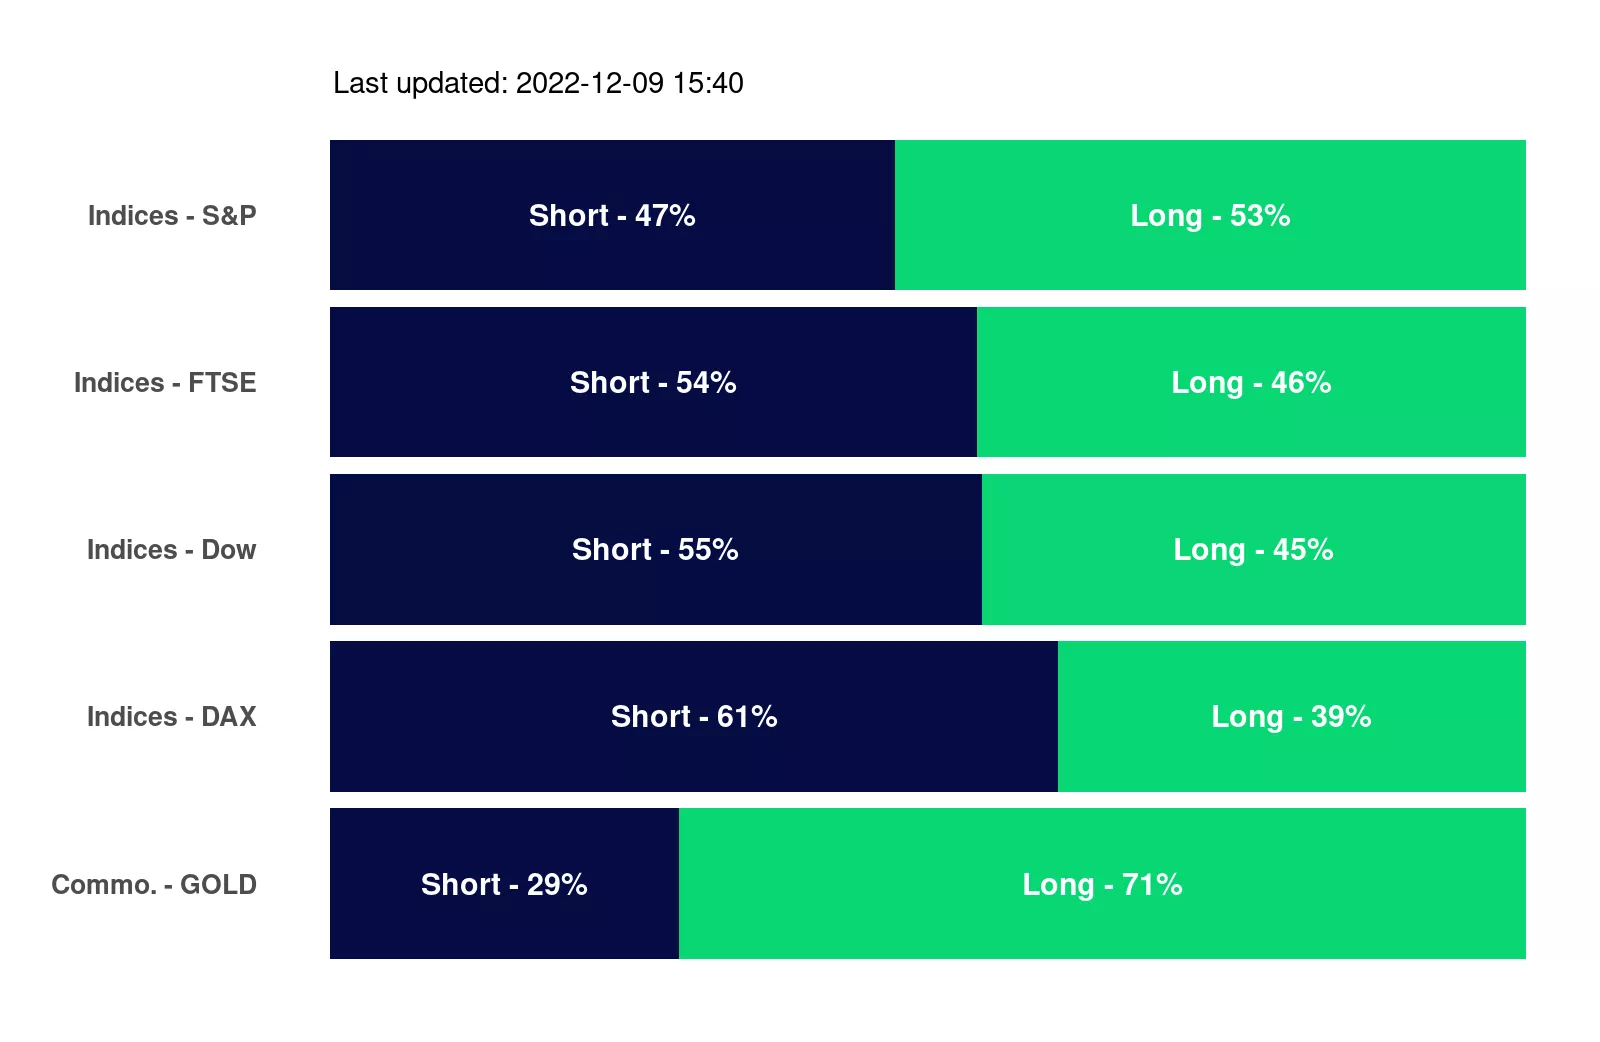 Last updated: 2022-12-09 15:40
Indices - S&P Short - 47% Long - 53%
Indices - FTSE Short - 54% Long - 46%
Indices - Dow Short - 55% Long - 45%
Indices - DAX Short - 61% Long - 39%
Commo. - GOLD Short - 29% Long - 71%